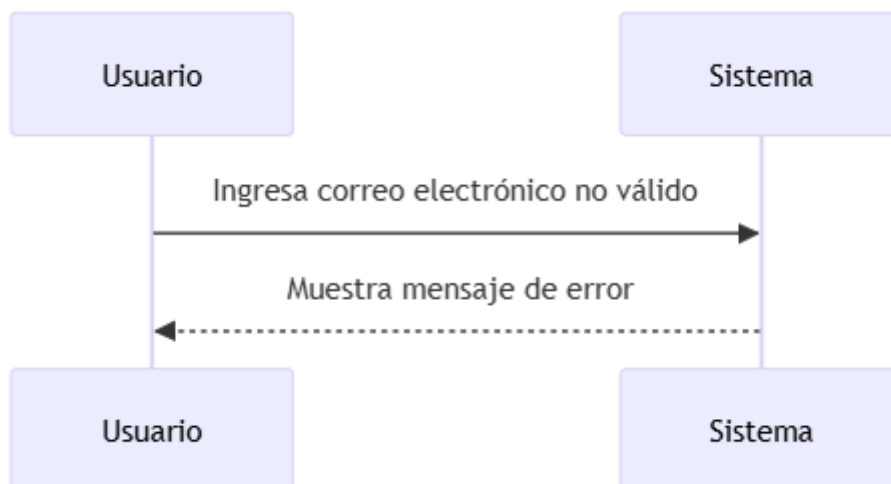 Usuario
Sistema
Ingresa correo electrónico no válido
Muestra mensaje de error
Usuario
Sistema